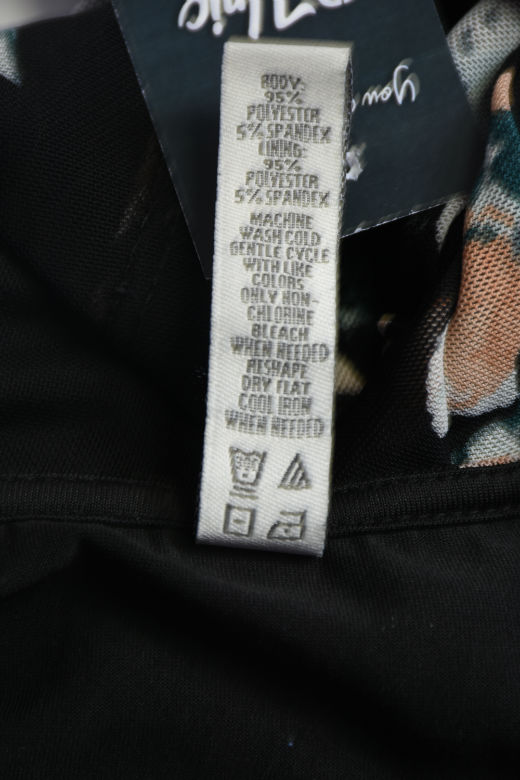 BODY:
95%
POLYESTER
5% SPANDEX
LINING:
95%
POLYESTER
5% SPANDEX
MACHINE
WASH COLD
GENTLE CYCLE
WITH LIKE
COLORS
ONLY NON-
CHLORINE
BLEACH
WHEN NEEDED
RESHAPE
DRY FLAT
COOL IRON
WHEN NEEDED
you